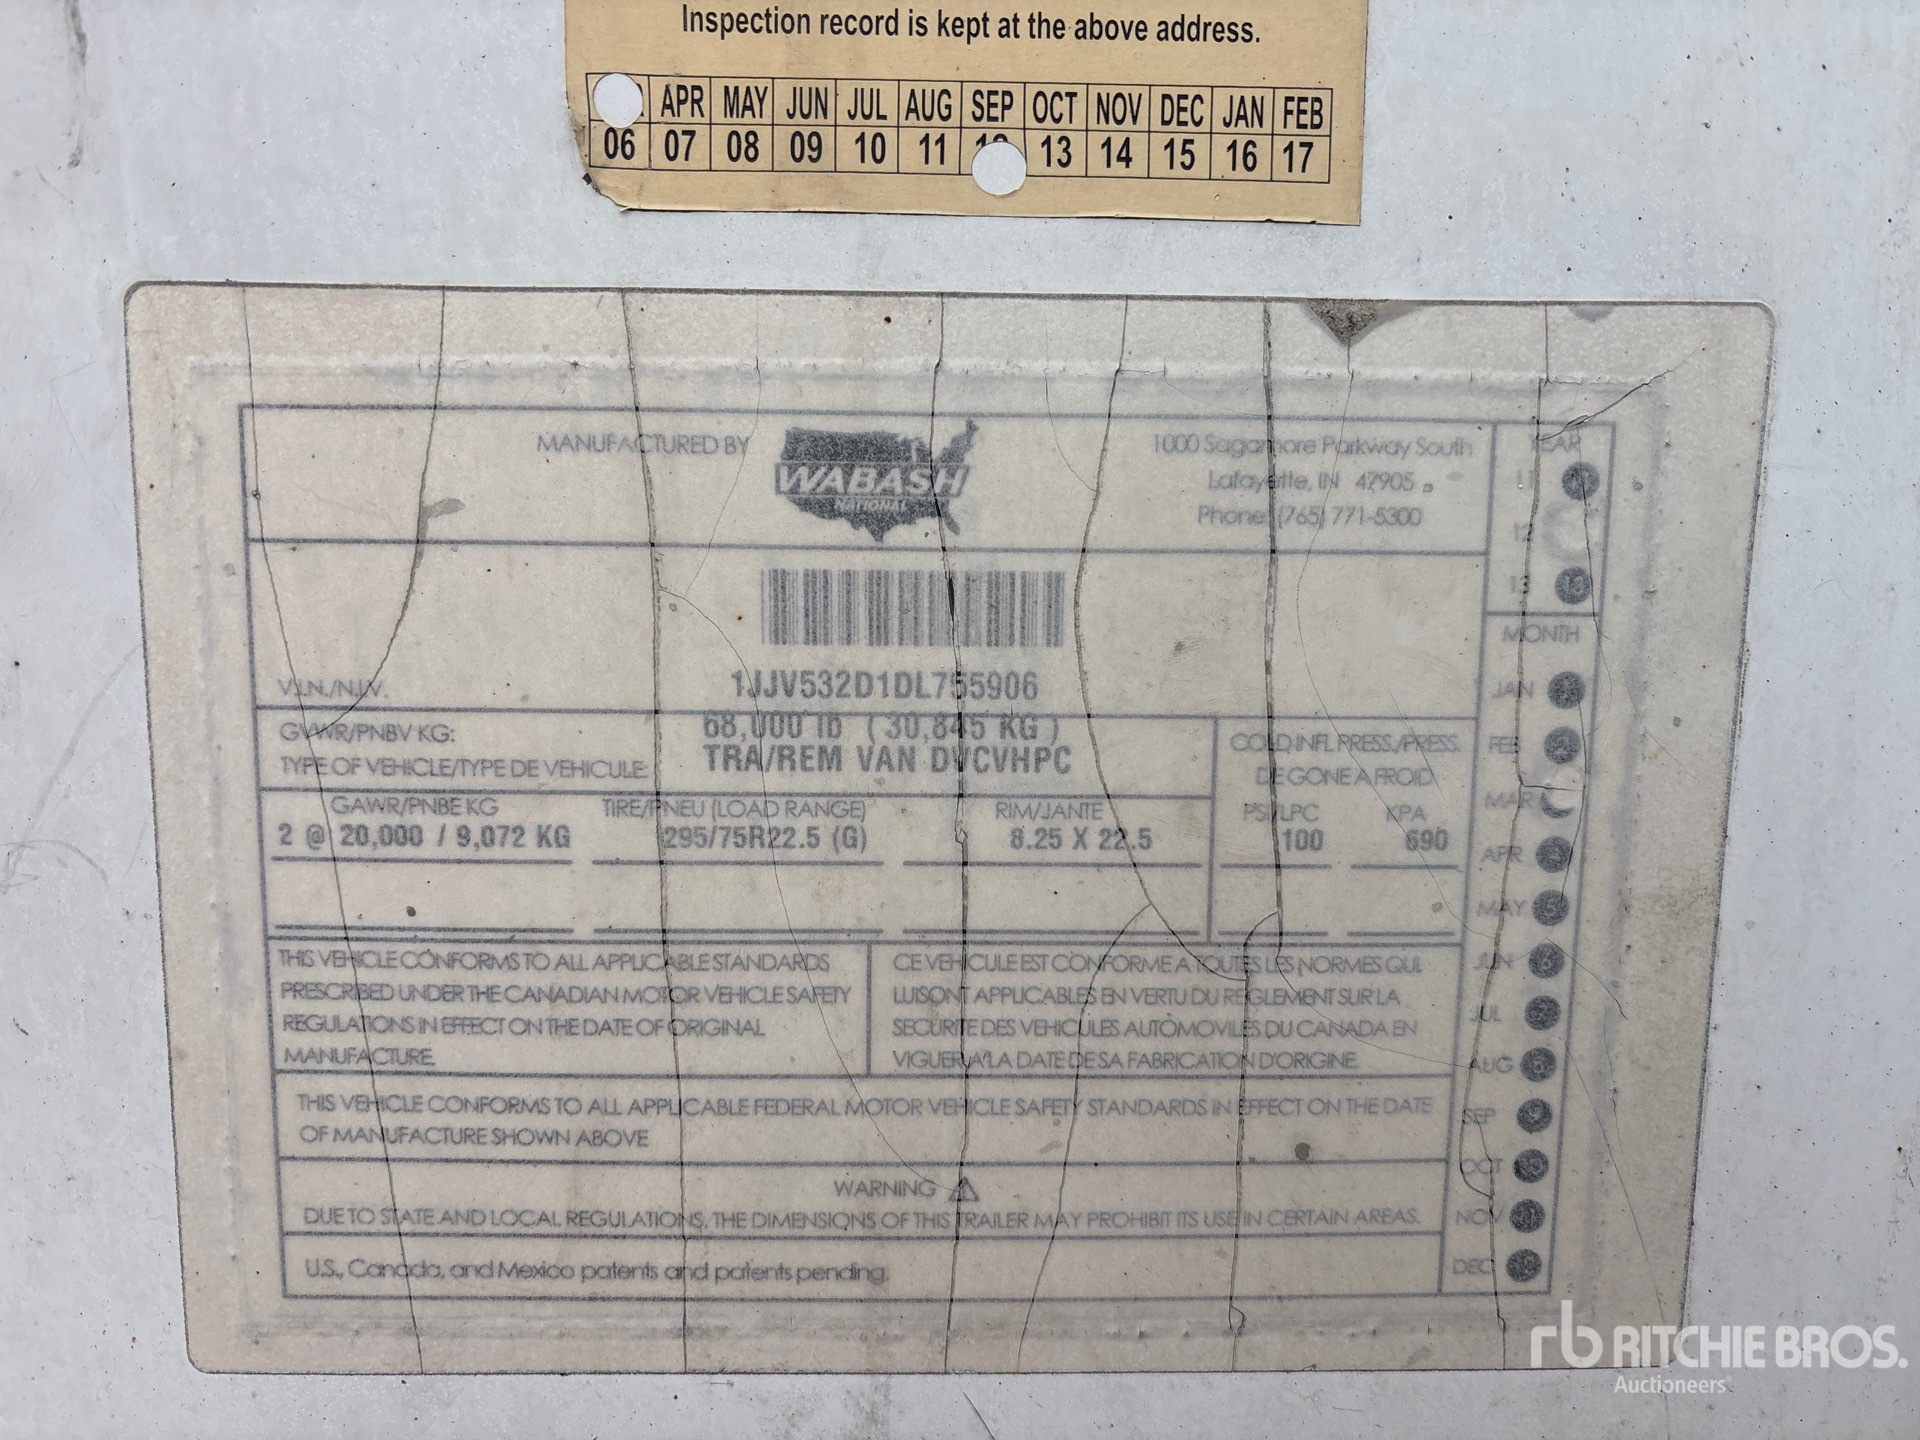 Inspection record is kept at the above address.
APR MAY JUN JUL AUG SEP OCT NOV DEC JAN FEB
06 07 08 09 10 11 13 14 15 16 17
MANUFACTURED BY
WABASH
NATIONAL
1000 Sagamore Parkway South
Lafayette, IN 47905
Phone: (765) 771-5300
V.I.N./N.I.V.
1JJV532D1DL755906
GVWR/PNBV KG:
68,000 lb ( 30,845 KG )
TYPE OF VEHICLE/TYPE DE VEHICULE:
TRA/REM VAN DVCVHPC
COLD INFL. PRESS./PRESS.
DE GONE A FROID
GAWR/PNBE KG
TIRE/PNEU (LOAD RANGE)
RIM/JANTE
PSI/LPC
KPA
2 @ 20,000 / 9,072 KG
295/75R22.5 (G)
8.25 X 22.5
100
690
THIS VEHICLE CONFORMS TO ALL APPLICABLE STANDARDS
PRESCRIBED UNDER THE CANADIAN MOTOR VEHICLE SAFETY
REGULATIONS IN EFFECT ON THE DATE OF ORIGINAL
MANUFACTURE.
CE VEHICULE EST CONFORME A TOUTES LES NORMES QUI
LUI SONT APPLICABLES EN VERTU DU REGLEMENT SUR LA
SECURITE DES VEHICULES AUTOMOVILES DU CANADA EN
VIGUER A'LA DATE DE SA FABRICATION D'ORIGINE.
THIS VEHICLE CONFORMS TO ALL APPLICABLE FEDERAL MOTOR VEHICLE SAFETY STANDARDS IN EFFECT ON THE DATE
OF MANUFACTURE SHOWN ABOVE
WARNING
DUE TO STATE AND LOCAL REGULATIONS, THE DIMENSIONS OF THIS TRAILER MAY PROHIBIT ITS USE IN CERTAIN AREAS.
U.S., Canada, and Mexico patents and patents pending.
YEAR
11
12
13
MONTH
JAN
FEB
MAR
APR
MAY
JUN
JUL
AUG
SEP
OCT
NOV
DEC
rb RITCHIE BROS.
Auctioneers